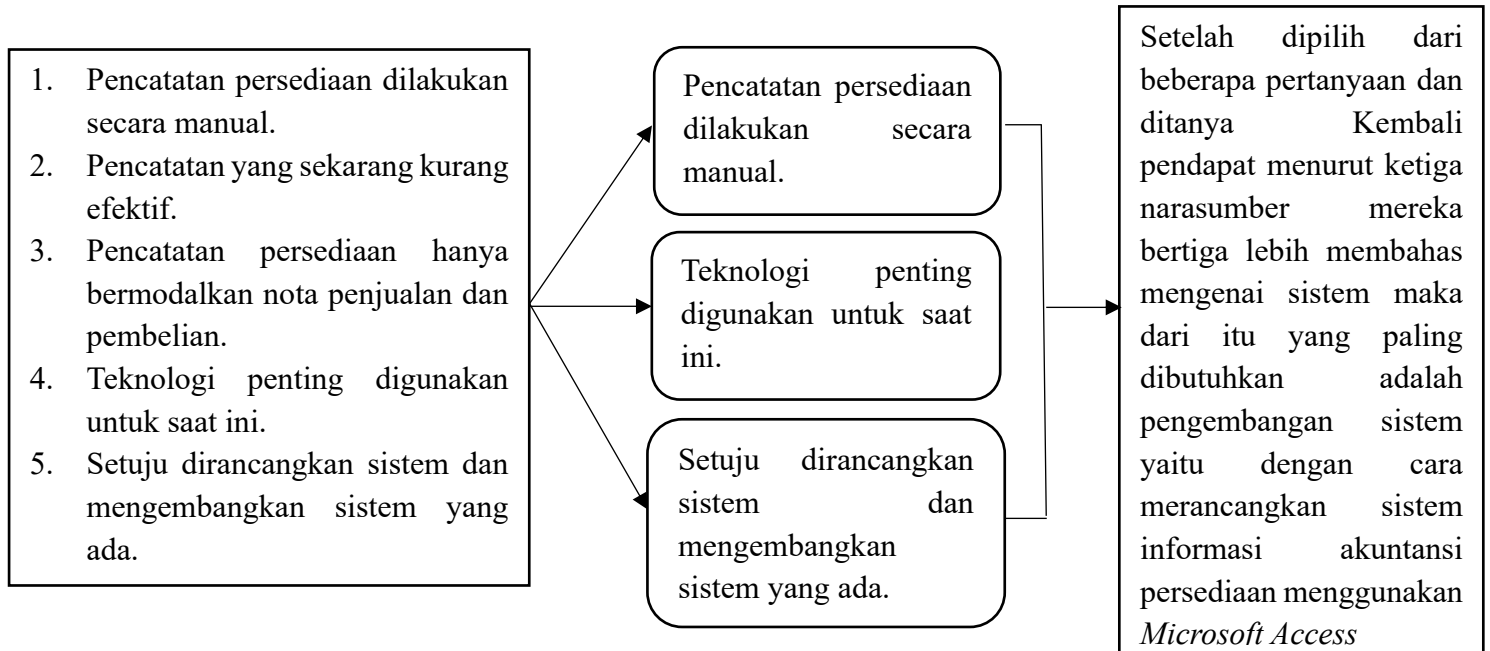 1. Pencatatan persediaan dilakukan
secara manual.
2. Pencatatan yang sekarang kurang
efektif.
3. Pencatatan persediaan hanya
bermodalkan nota penjualan dan
pembelian.
4. Teknologi penting digunakan
untuk saat ini.
5. Setuju dirancangkan sistem dan
mengembangkan sistem yang
ada.
Pencatatan persediaan
dilakukan secara
manual.
Teknologi penting
digunakan untuk saat
ini.
Setuju dirancangkan
sistem dan
mengembangkan
sistem yang ada.
Setelah dipilih dari
beberapa pertanyaan dan
ditanya Kembali
pendapat menurut ketiga
narasumber mereka
bertiga lebih membahas
mengenai sistem maka
dari itu yang paling
dibutuhkan adalah
pengembangan sistem
yaitu dengan cara
merancangkan sistem
informasi akuntansi
persediaan menggunakan
Microsoft Access